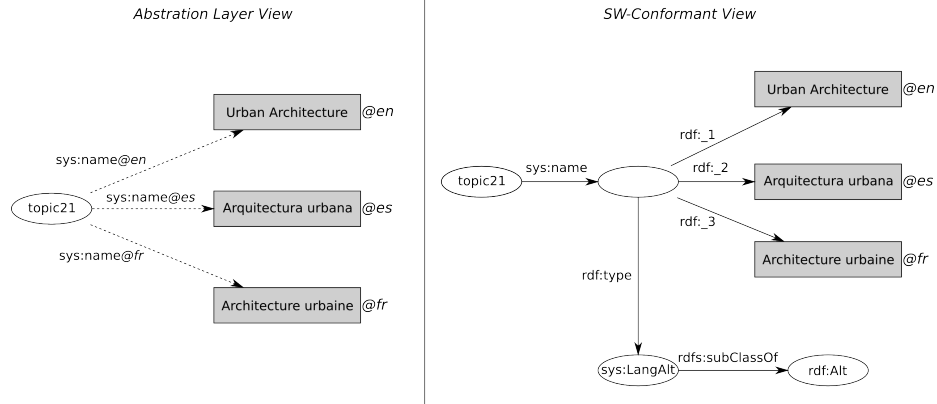 Abstration Layer View
Urban Architecture
@en
sys:name@en
topic21
sys:name@es
Arquitectura urbana
@es
sys:name@fr
Architecture urbaine
@fr
SW-Conformant View
Urban Architecture
@en
rdf:_1
topic21
sys:name
rdf:_2
Arquitectura urbana
@es
rdf:_3
Architecture urbaine
@fr
rdf:type
sys:LangAlt
rdfs:subClassOf
rdf:Alt